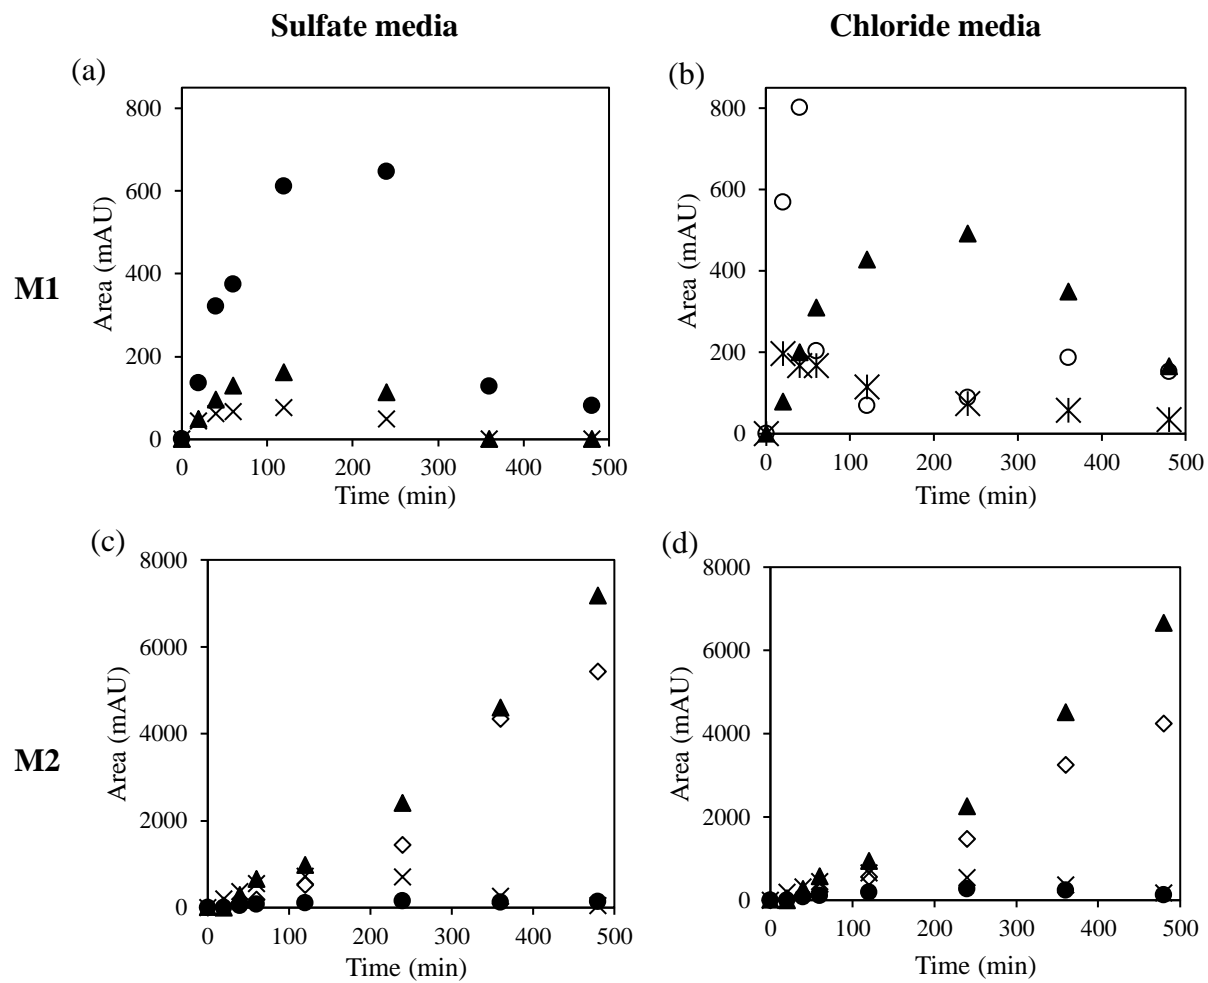 Sulfate media
Chloride media
(a)
(b)
M1
Area (mAU)
800
600
400
200
0
0 100 200 300 400 500
Time (min)
Area (mAU)
800
600
400
200
0
0 100 200 300 400 500
Time (min)
(c)
(d)
M2
Area (mAU)
8000
6000
4000
2000
0
0 100 200 300 400 500
Time (min)
Area (mAU)
8000
6000
4000
2000
0
0 100 200 300 400 500
Time (min)